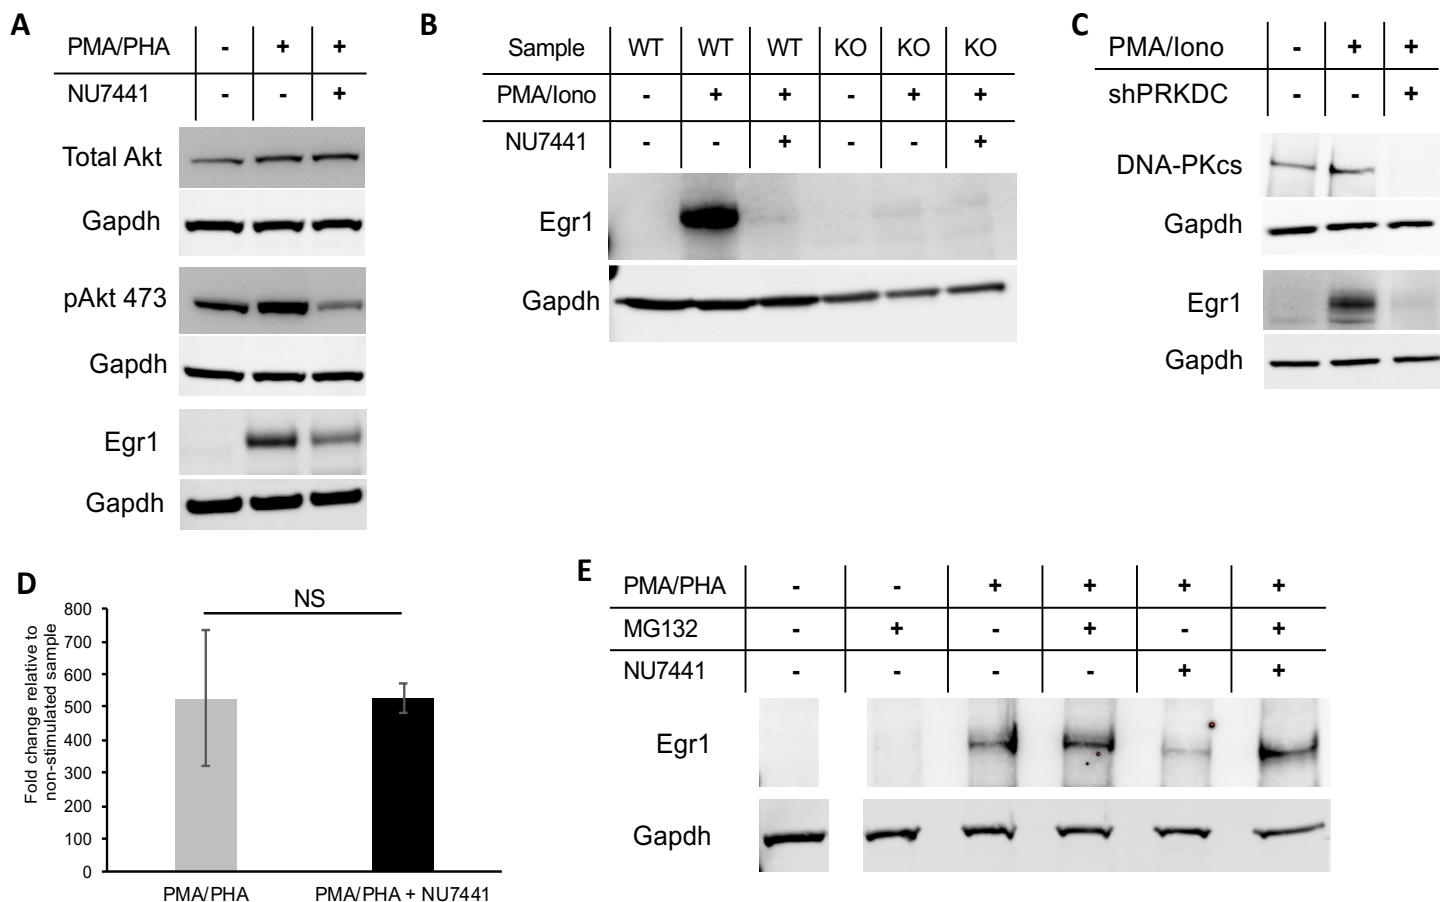 A
PMA/PHA - + +
NU7441 - - +
Total Akt
Gapdh
pAkt 473
Gapdh
Egr1
Gapdh
B
Sample WT WT WT KO KO KO
PMA/Iono - + + - + +
NU7441 - - + - - +
Egr1
Gapdh
C
PMA/Iono - + +
shPRKDC - - +
DNA-PKcs
Gapdh
Egr1
Gapdh
D
NS
Fold change relative to
non-stimulated sample
800
700
600
500
400
300
200
100
0
PMA/PHA PMA/PHA + NU7441
E
PMA/PHA - - + + + +
MG132 - + - + - +
NU7441 - - - - + +
Egr1
Gapdh